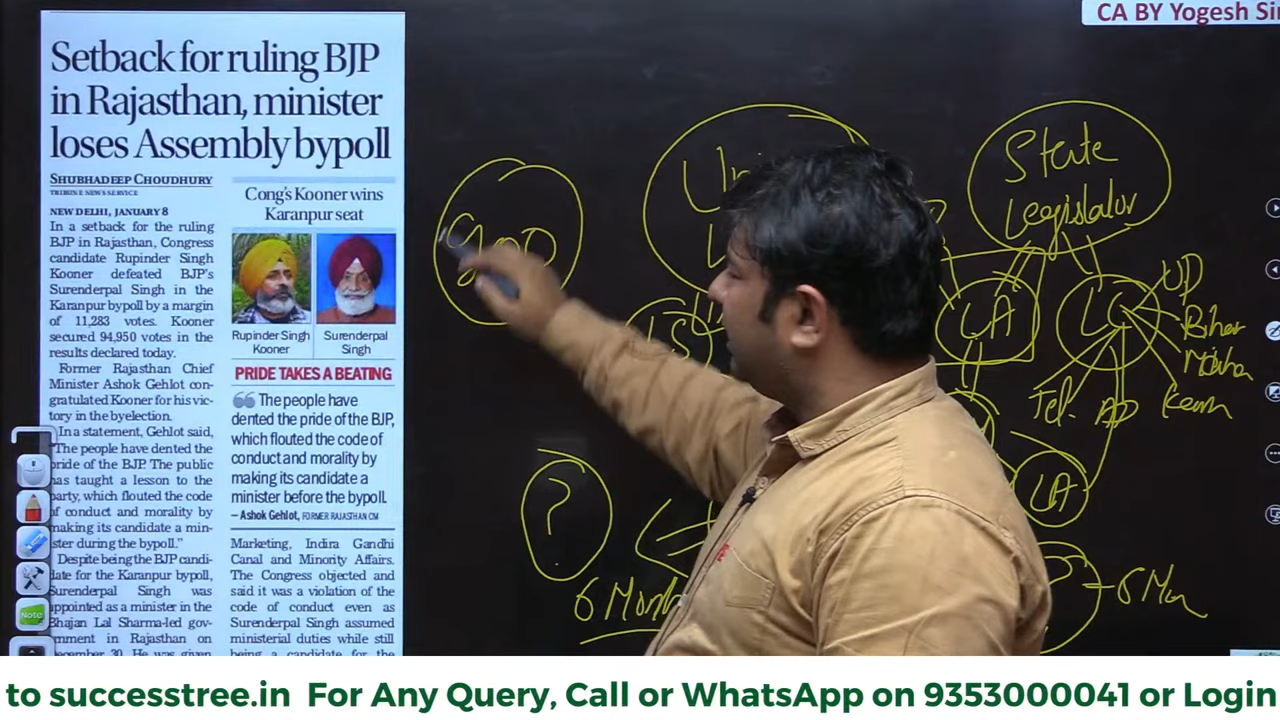 CA BY Yogesh Si
Setback for ruling BJP
in Rajasthan, minister
loses Assembly bypoll
SHUBHADEEP CHOUDHURY
TRIBUNE NEWS SERVICE
NEW DELHI, JANUARY 8
In a setback for the ruling
BJP in Rajasthan, Congress
candidate Rupinder Singh
Kooner defeated BJP's
Surenderpal Singh in the
Karanpur bypoll by a margin
of 11,283 votes. Kooner
secured 94,950 votes in the
results declared today.
Former Rajasthan Chief
Minister Ashok Gehlot con-
gratulated Kooner for his vic-
tory in the byelection.
In a statement, Gehlot said,
"The people have dented the
pride of the BJP. The public
has taught a lesson to the
party, which flouted the code
of conduct and morality by
making its candidate a min-
ister during the bypoll."
Despite being the BJP candi-
date for the Karanpur bypoll,
Surenderpal Singh was
appointed as a minister in the
Bhajan Lal Sharma-led gov-
ernment in Rajasthan on
December 30. He was given
Cong's Kooner wins
Karanpur seat
Rupinder Singh
Kooner
Surenderpal
Singh
PRIDE TAKES A BEATING
The people have
dented the pride of the BJP,
which flouted the code of
conduct and morality by
making its candidate a
minister before the bypoll.
— Ashok Gehlot, FORMER RAJASTHAN CM
Marketing, Indira Gandhi
Canal and Minority Affairs.
The Congress objected and
said it was a violation of the
code of conduct even as
Surenderpal Singh assumed
ministerial duties while still
being a candidate for the
Note
State
Legislatur
LS
LA
LC
UP
Bihar
Tel.
AP
LA
?
6 Month
to successtree.in For Any Query, Call or WhatsApp on 9353000041 or Login